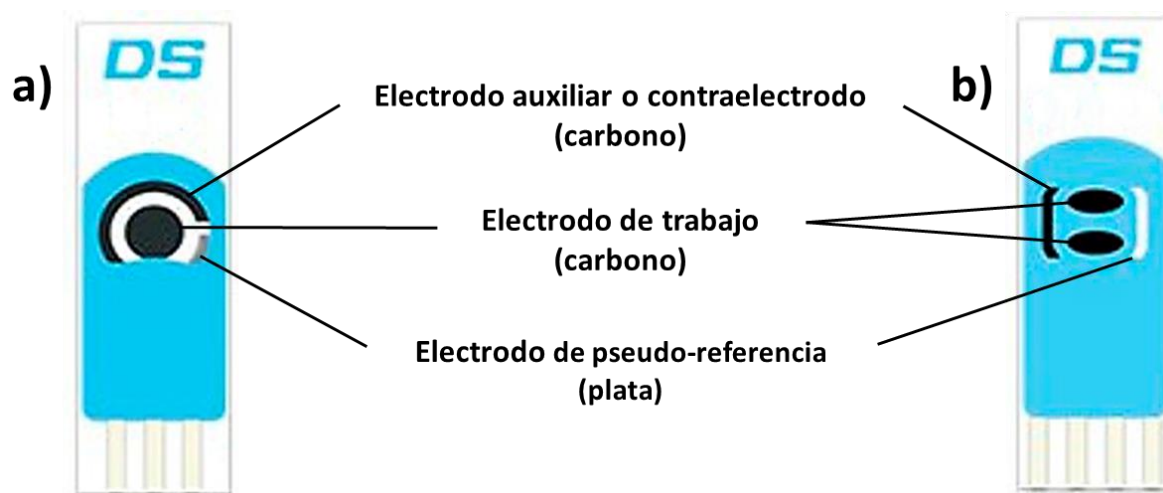 DS
DS
a)
b)
Electrodo auxiliar o contraelectrodo
(carbono)
Electrodo de trabajo
(carbono)
Electrodo de pseudo-referencia
(plata)